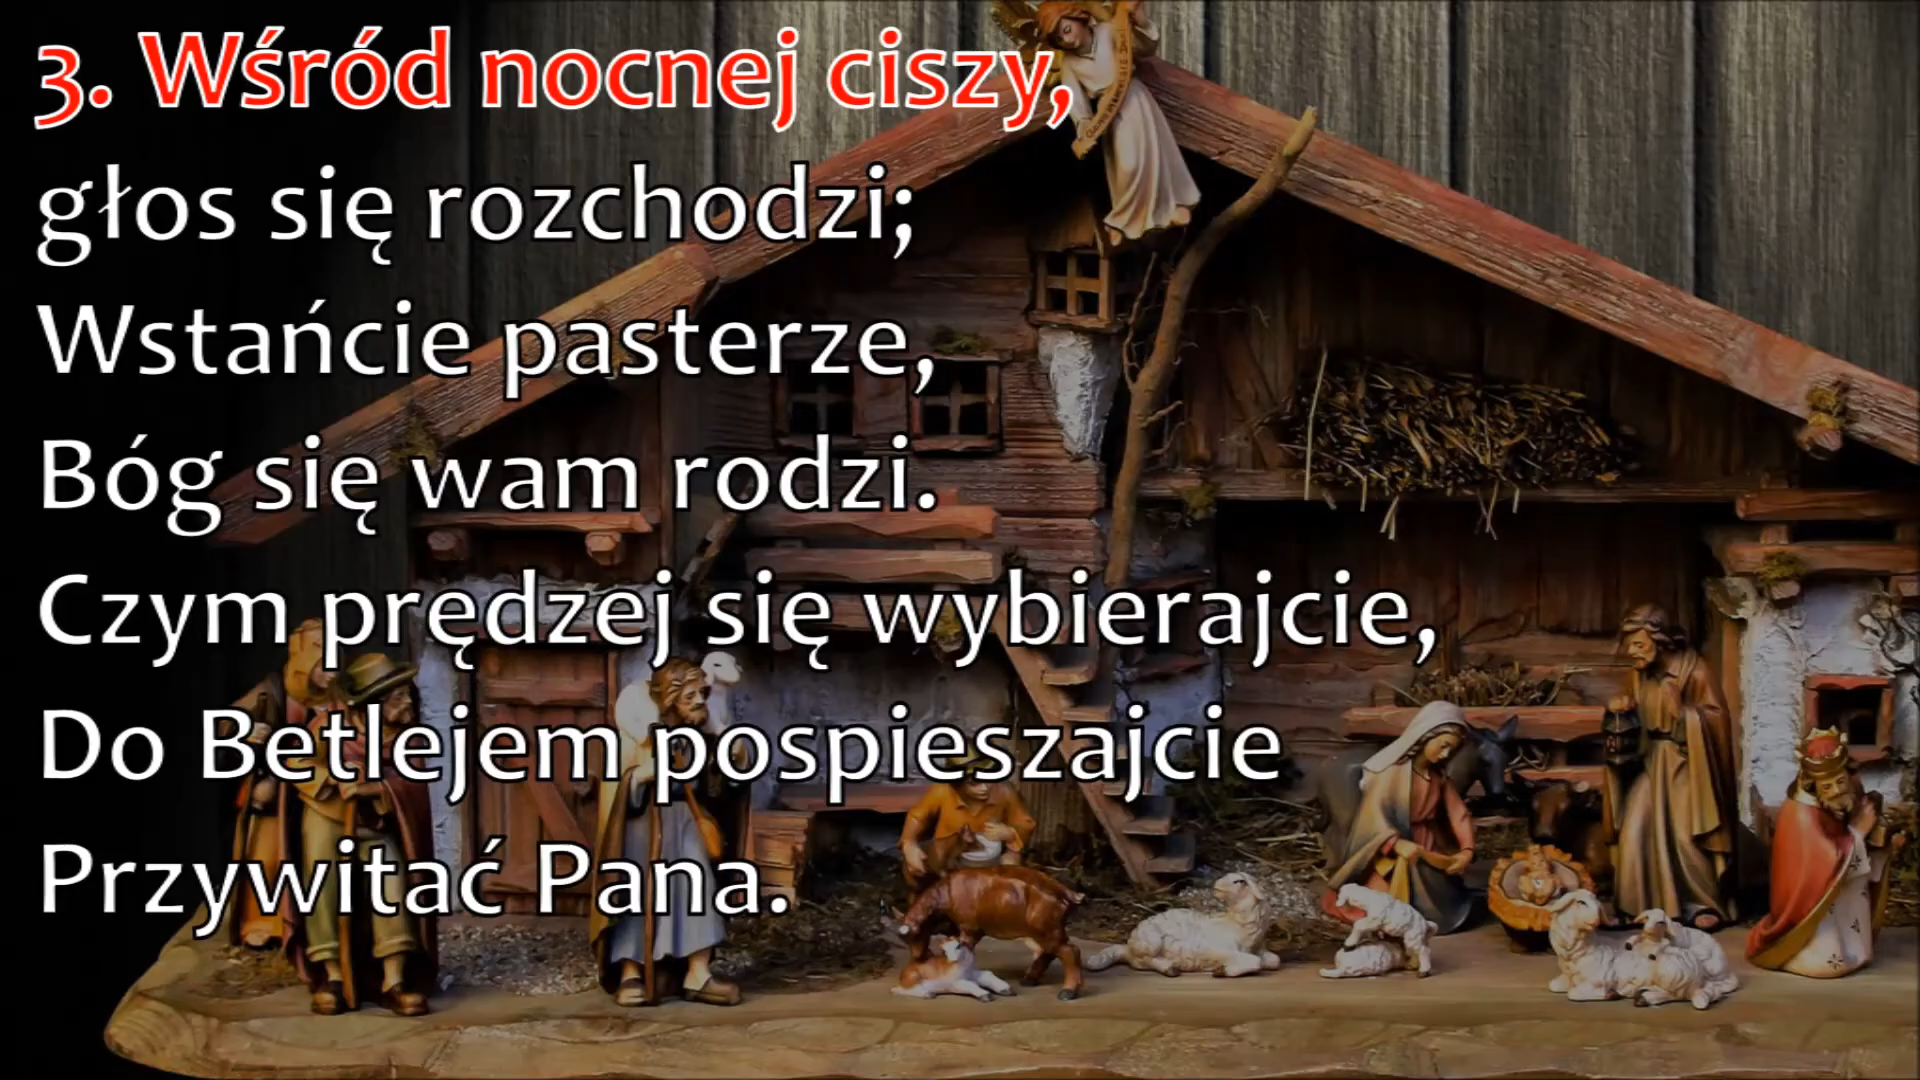 3. Wśród nocnej ciszy,
głos się rozchodzi;
Wstańcie pasterze,
Bóg się wam rodzi.
Czym prędzej się wybierajcie,
Do Betlejem pospieszajcie
Przywitać Pana.